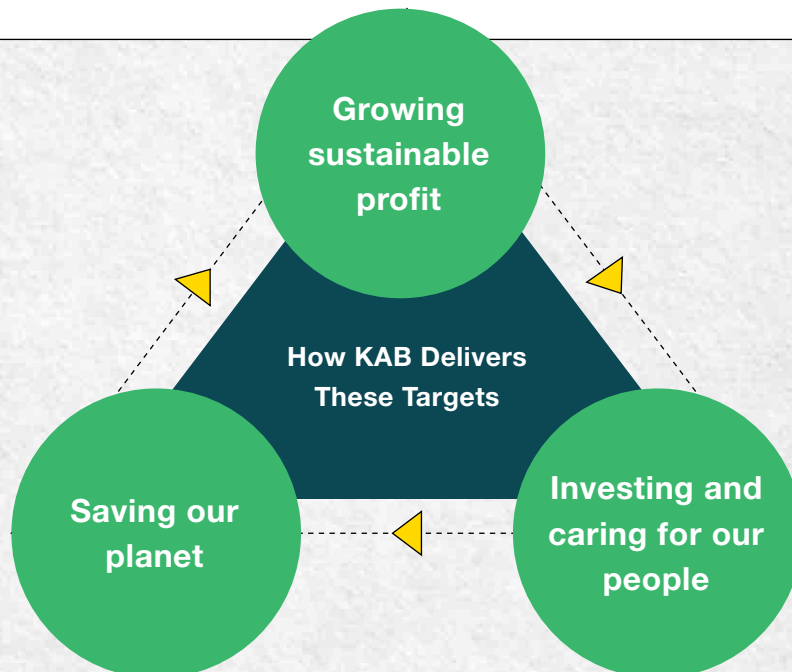 Growing
sustainable
profit
How KAB Delivers
These Targets
Saving our
planet
Investing and
caring for our
people